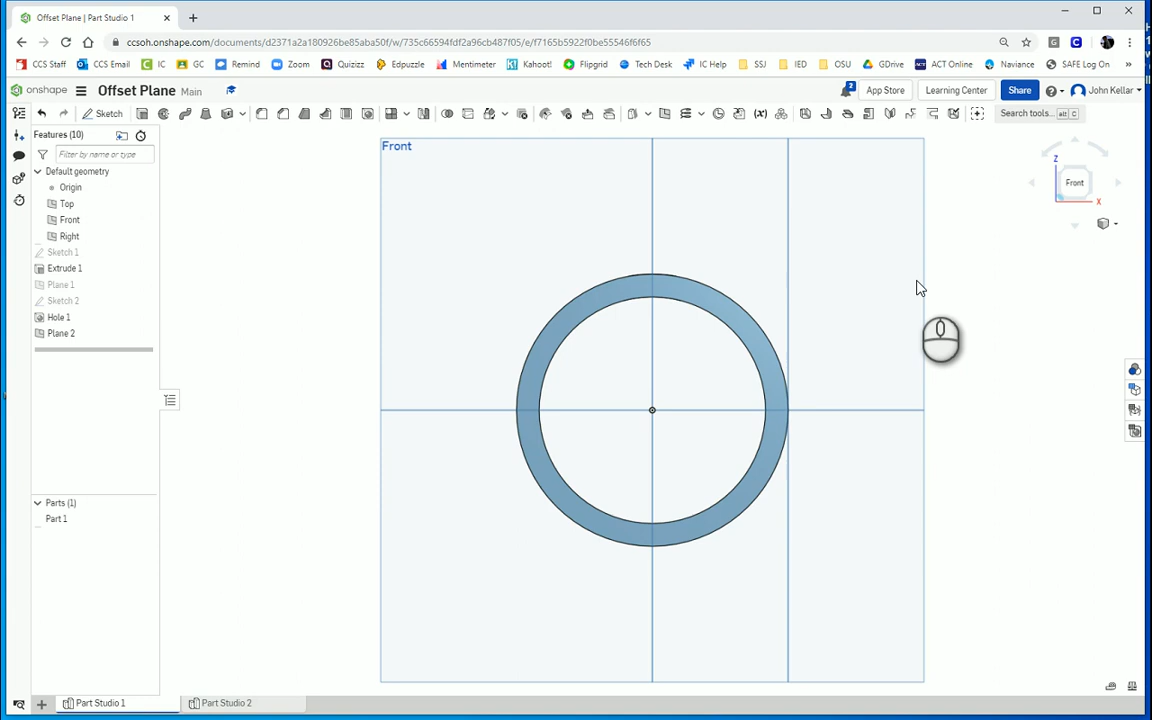 Offset Plane | Part Studio 1
ccsoh.onshape.com/documents/d2371a2a180926be85aba50f/w/735c66594fdf2a96cb487f05/e/f7165b5922f0be55546f6f65
CCS Staff CCS Email IC GC Remind Zoom Quizizz Edpuzzle Mentimeter Kahoot! Flipgrid Tech Desk IC Help SSJ IED OSU GDrive ACT Online Naviance SAFE Log On
onshape Offset Plane Main 2 App Store Learning Center Share John Kellar
Sketch Search tools... alt c
Features (10)
Filter by name or type
Default geometry
Origin
Top
Front
Right
Sketch 1
Extrude 1
Plane 1
Sketch 2
Hole 1
Plane 2
Parts (1)
Part 1
Front
Z
Front
X
Part Studio 1 Part Studio 2